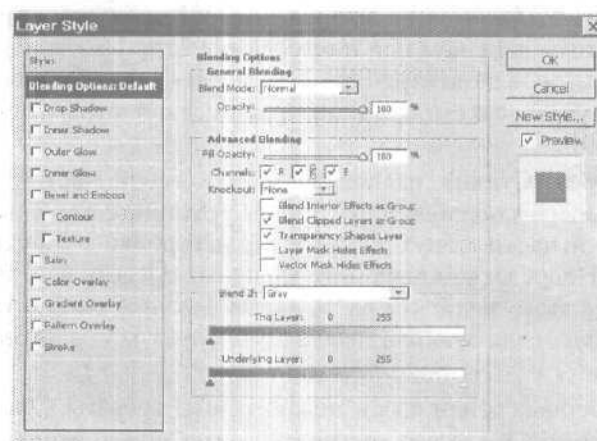 Layer Style
Styles
Blending Options: Default
Drop Shadow
Inner Shadow
Outer Glow
Inner Glow
Bevel and Emboss
Contour
Texture
Satin
Color Overlay
Gradient Overlay
Pattern Overlay
Stroke
Blending Options
General Blending
Blend Mode: Normal
Opacity: 100 %
Advanced Blending
Fill Opacity: 100 %
Channels: R G B
Knockout: None
Blend Interior Effects as Group
Blend Clipped Layers as Group
Transparency Shapes Layer
Layer Mask Hides Effects
Vector Mask Hides Effects
Blend If: Gray
This Layer: 0 255
Underlying Layer: 0 255
OK
Cancel
New Style...
Preview